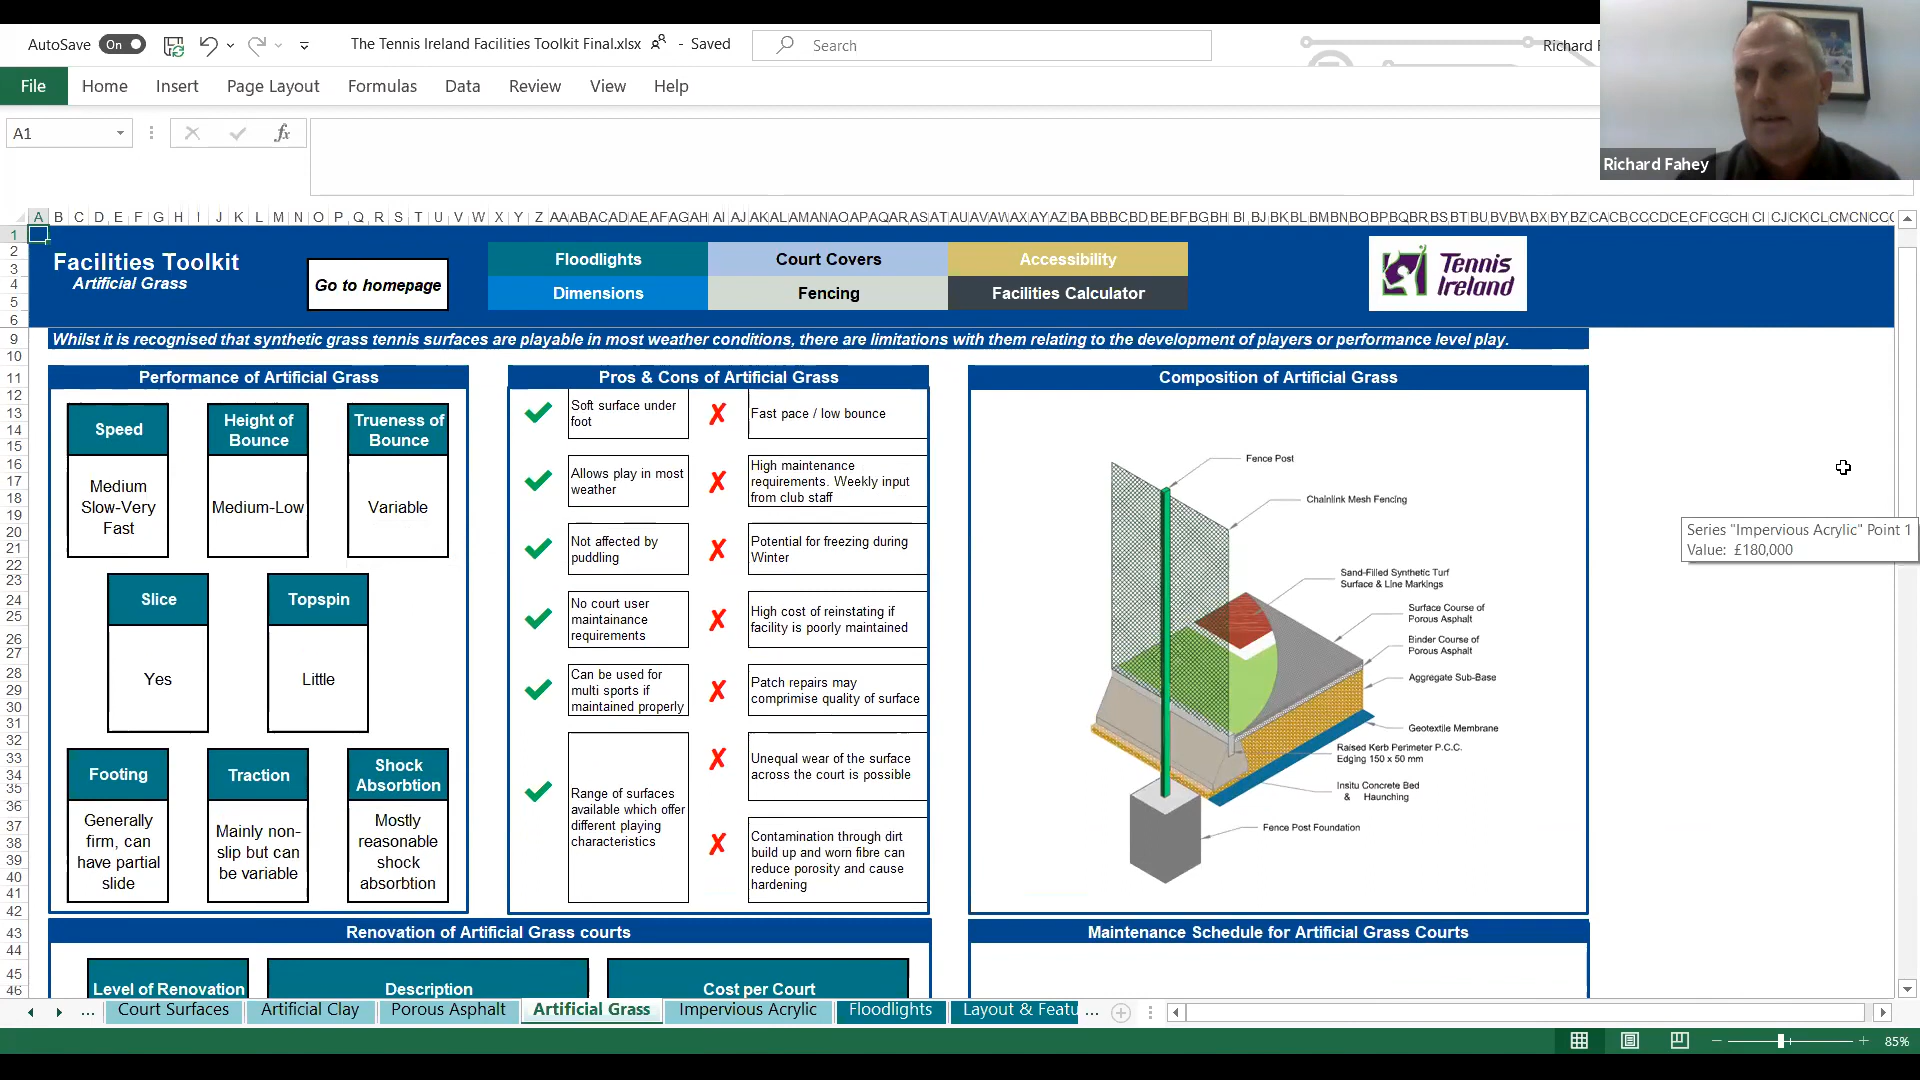 AutoSave On The Tennis Ireland Facilities Toolkit Final.xlsx - Saved Search Richard F
File Home Insert Page Layout Formulas Data Review View Help
A1 fx
Richard Fahey
Facilities Toolkit
Artificial Grass
Go to homepage
Floodlights Court Covers Accessibility
Dimensions Fencing Facilities Calculator
Tennis
Ireland
Whilst it is recognised that synthetic grass tennis surfaces are playable in most weather conditions, there are limitations with them relating to the development of players or performance level play.
Performance of Artificial Grass
Speed
Medium
Slow-Very
Fast
Height of
Bounce
Medium-Low
Trueness of
Bounce
Variable
Slice
Yes
Topspin
Little
Footing
Generally
firm, can
have partial
slide
Traction
Mainly non-
slip but can
be variable
Shock
Absorbtion
Mostly
reasonable
shock
absorbtion
Pros & Cons of Artificial Grass
Soft surface under
foot
Fast pace / low bounce
Allows play in most
weather
High maintenance
requirements. Weekly input
from club staff
Not affected by
puddling
Potential for freezing during
Winter
No court user
maintainance
requirements
High cost of reinstating if
facility is poorly maintained
Can be used for
multi sports if
maintained properly
Patch repairs may
comprimise quality of surface
Range of surfaces
available which offer
different playing
characteristics
Unequal wear of the surface
across the court is possible
Contamination through dirt
build up and worn fibre can
reduce porosity and cause
hardening
Composition of Artificial Grass
Fence Post
Chainlink Mesh Fencing
Sand-Filled Synthetic Turf
Surface & Line Markings
Surface Course of
Porous Asphalt
Binder Course of
Porous Asphalt
Aggregate Sub-Base
Geotextile Membrane
Raised Kerb Perimeter P.C.C.
Edging 150 x 50 mm
Insitu Concrete Bed
& Haunching
Fence Post Foundation
Series "Impervious Acrylic" Point 1
Value: £180,000
Renovation of Artificial Grass courts
Level of Renovation Description Cost per Court
Maintenance Schedule for Artificial Grass Courts
... Court Surfaces Artificial Clay Porous Asphalt Artificial Grass Impervious Acrylic Floodlights Layout & Featu ...
85%